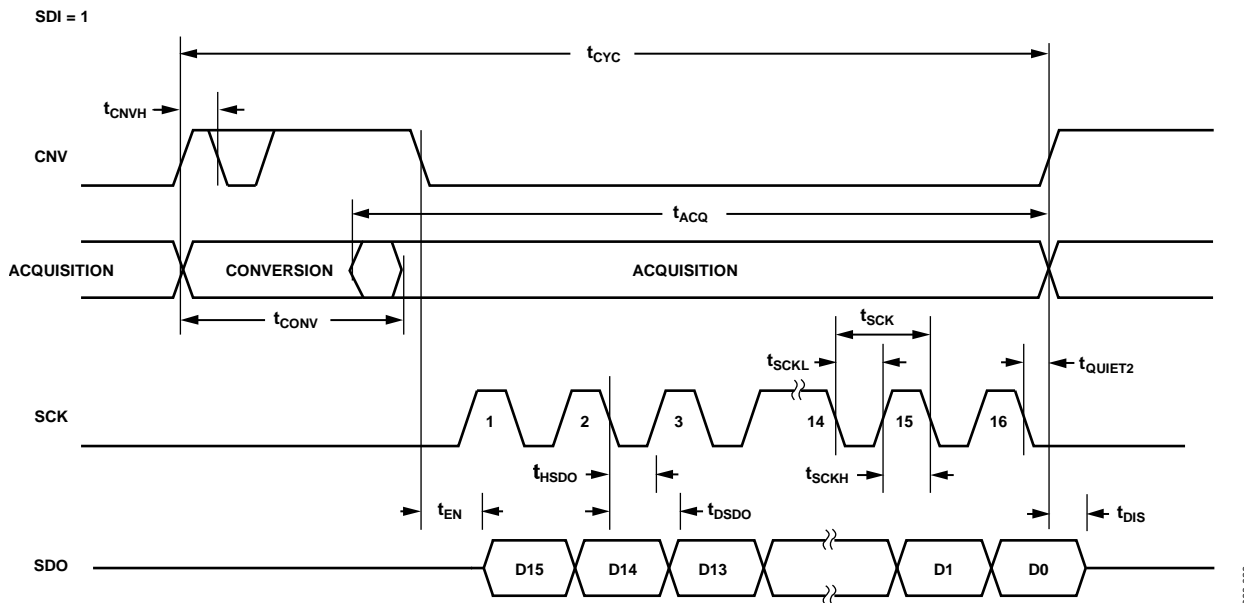 SDI = 1
tCYC
tCNVH
CNV
tACQ
ACQUISITION CONVERSION ACQUISITION
tCONV
tSCK
tSCKL
tQUIET2
SCK 1 2 3 14 15 16
tHSDO
tSCKH
tEN
tDSDO
tDIS
SDO D15 D14 D13 D1 D0